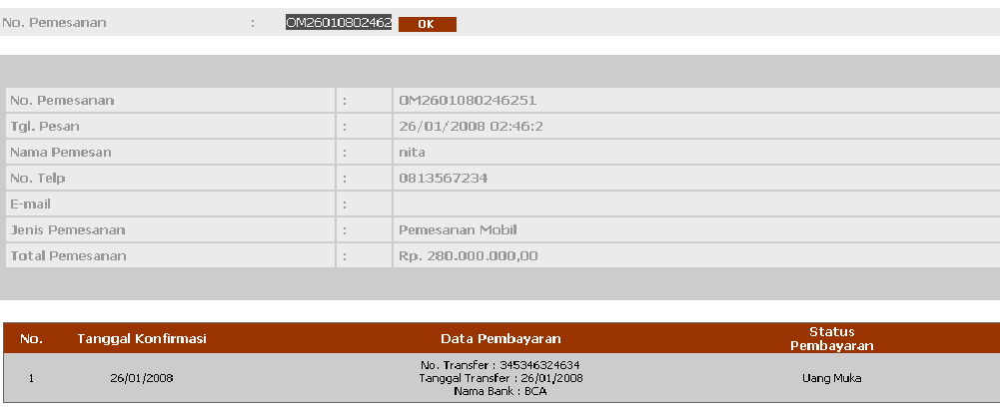 No. Pemesanan : OM26010802462 OK
No. Pemesanan : OM2601080246251
Tgl. Pesan : 26/01/2008 02:46:2
Nama Pemesan : nita
No. Telp : 0813567234
E-mail :
Jenis Pemesanan : Pemesanan Mobil
Total Pemesanan : Rp. 280.000.000,00
No. Tanggal Konfirmasi Data Pembayaran Status Pembayaran
1 26/01/2008 No. Transfer : 345346324634
Tanggal Transfer : 26/01/2008
Nama Bank : BCA
Uang Muka